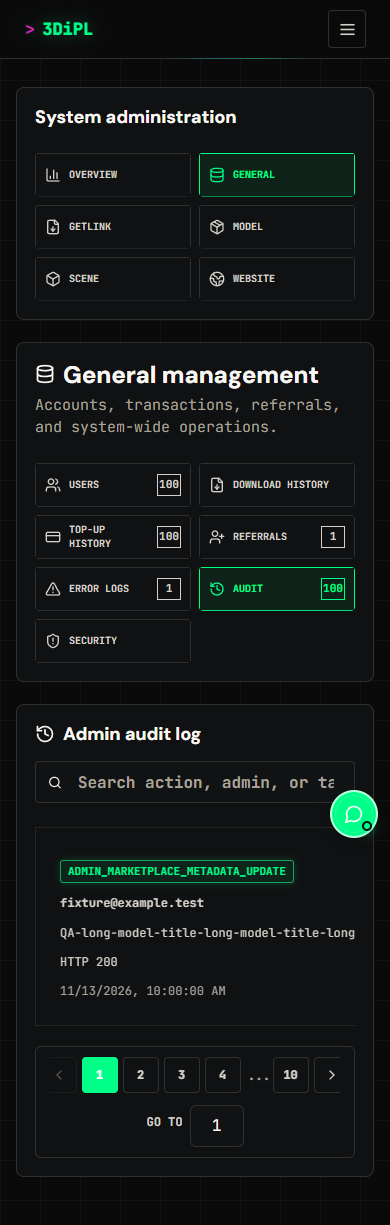 > 3DiPL
System administration
OVERVIEW
GENERAL
GETLINK
MODEL
SCENE
WEBSITE
General management
Accounts, transactions, referrals,
and system-wide operations.
USERS 100
DOWNLOAD HISTORY
TOP-UP
HISTORY 100
REFERRALS 1
ERROR LOGS 1
AUDIT 100
SECURITY
Admin audit log
Search action, admin, or ta
ADMIN_MARKETPLACE_METADATA_UPDATE
fixture@example.test
QA-long-model-title-long-model-title-long
HTTP 200
11/13/2026, 10:00:00 AM
1 2 3 4 ... 10
GO TO 1